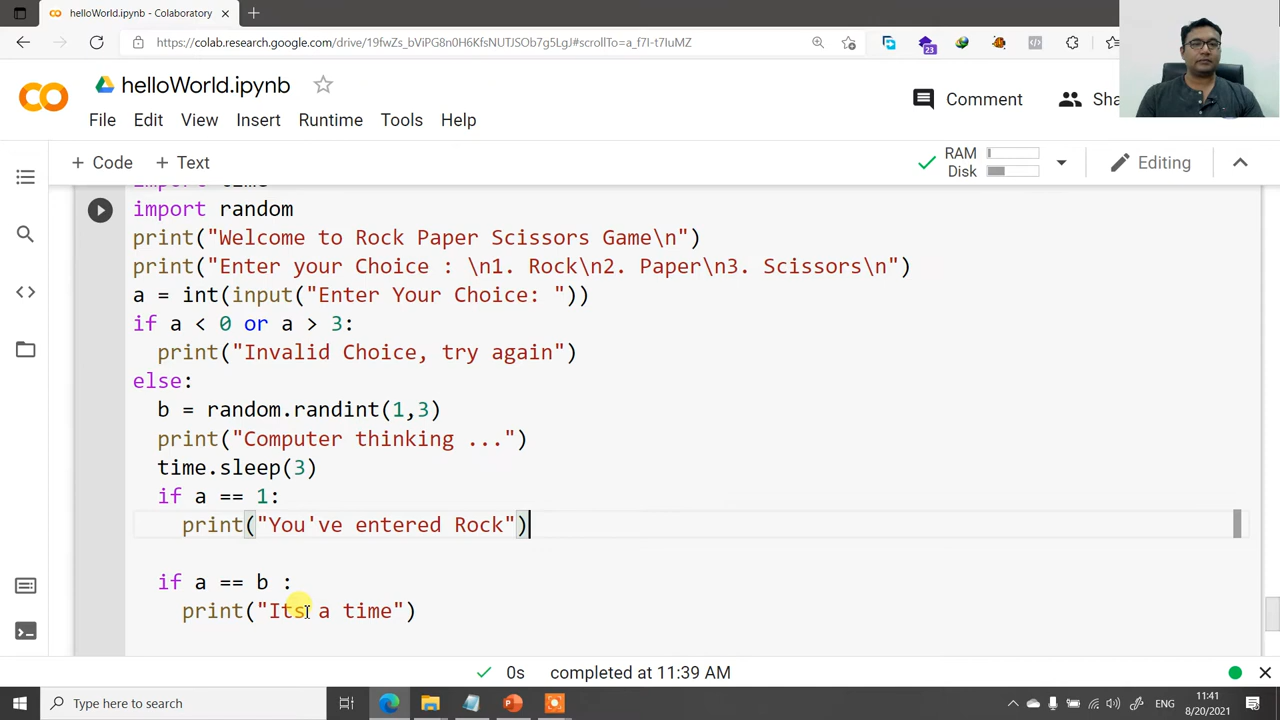 helloWorld.ipynb - Colaboratory
https://colab.research.google.com/drive/19fwZs_bViPG8n0H6KfshKMSOb7g5LgJ#scrollTo=a_f7I-t7luMZ
23
helloWorld.ipynb
Comment
Sha
File Edit View Insert Runtime Tools Help
+ Code + Text
RAM
Disk
Editing
import time
import random
print("Welcome to Rock Paper Scissors Game\n")
print("Enter your Choice : \n1. Rock\n2. Paper\n3. Scissors\n")
a = int(input("Enter Your Choice: "))
if a < 0 or a > 3:
print("Invalid Choice, try again")
else:
b = random.randint(1,3)
print("Computer thinking ...")
time.sleep(3)
if a == 1:
print("You've entered Rock")
if a == b :
print("Its a time")
0s completed at 11:39 AM
Type here to search
ENG
11:41
8/20/2021